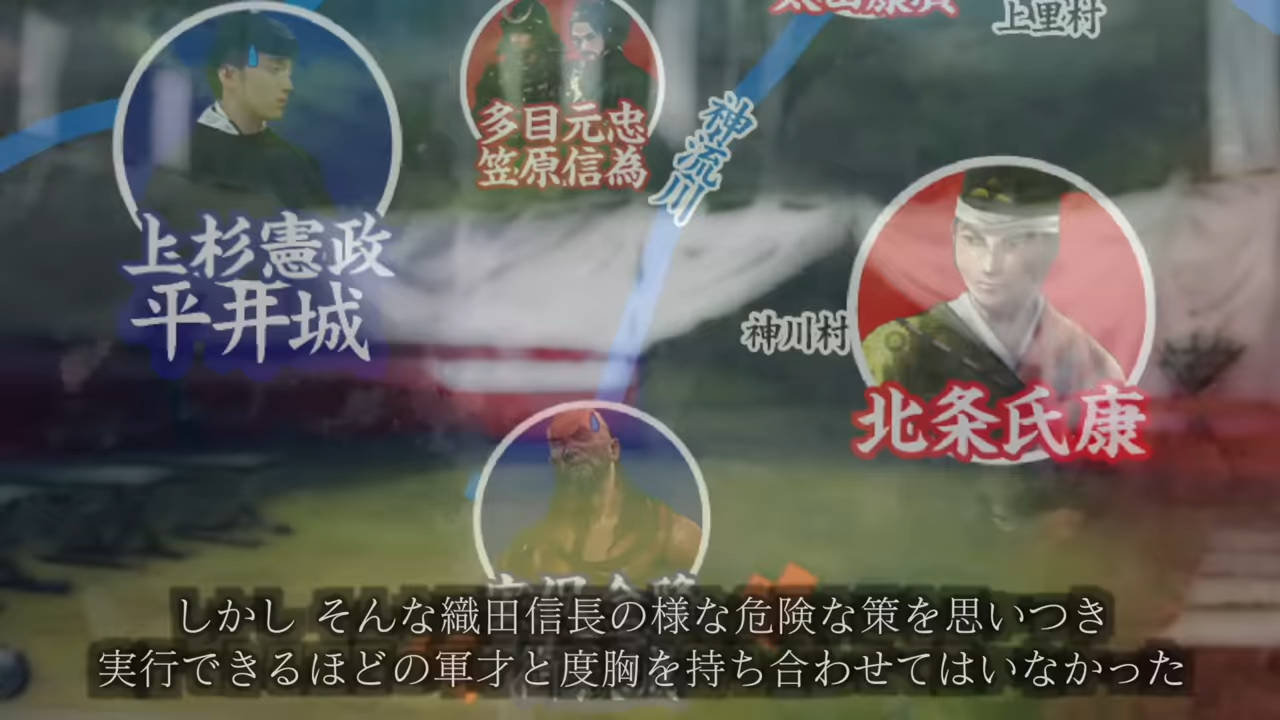 上里村
多目元忠
笠原信為
神流川
上杉憲政
平井城
神川村
北条氏康
しかし そんな織田信長の様な危険な策を思いつき
実行できるほどの軍才と度胸を持ち合わせてはいなかった